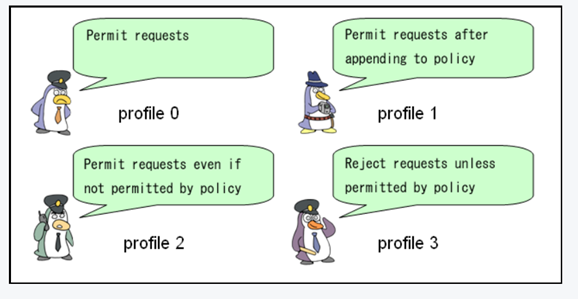 Permit requests
profile 0
Permit requests after
appending to policy
profile 1
Permit requests even if
not permitted by policy
profile 2
Reject requests unless
permitted by policy
profile 3